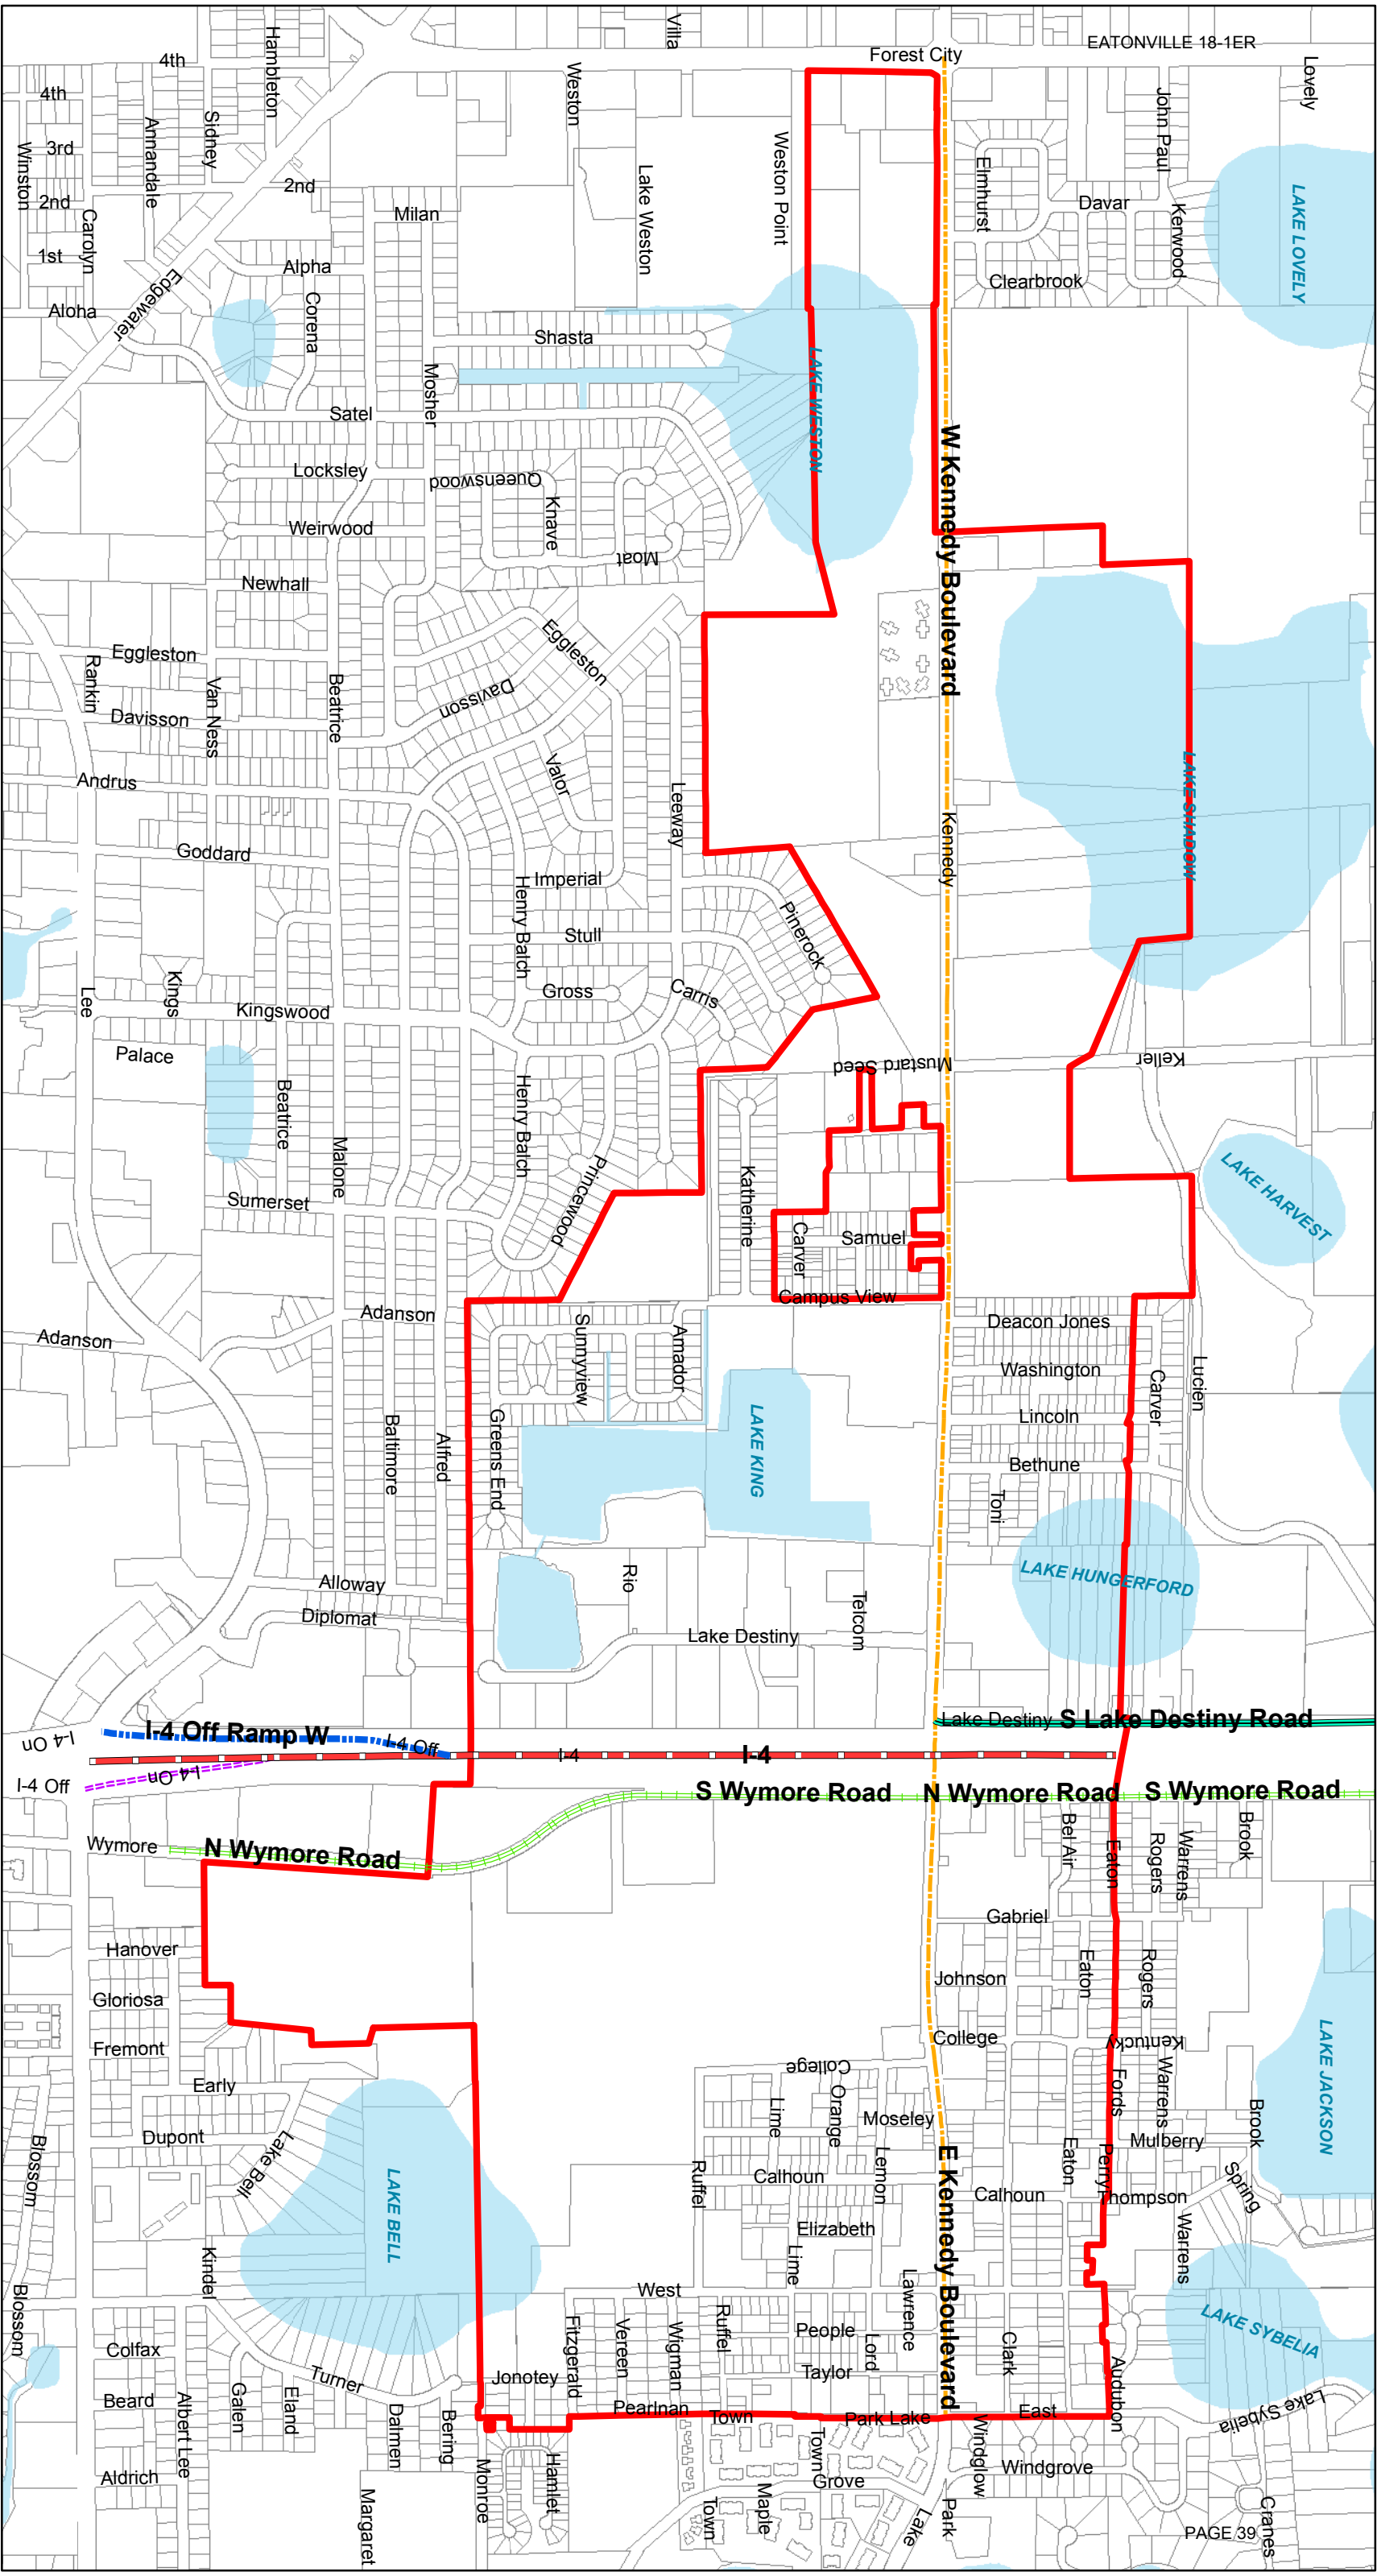 Villa
Hambleton
4th
Forest City
EATONVILLE 18-1ER
Lovely
4th
Weston
John Paul
Sidney
Annandale
3rd
Winston
Weston Point
Lake Weston
Elmhurst
2nd
2nd
Carolyn
Milan
Davar
Kerwood
LAKE LOVELY
1st
Alpha
Clearbrook
Edgewater
Aloha
Corena
Shasta
LAKE WESTON
Mosher
Satel
Locksley
Queenswood
Knave
W Kennedy Boulevard
Weirwood
Moat
Newhall
Eggleston
Eggleston
Rankin
Van Ness
Beatrice
Davisson
Davisson
Andrus
Valor
Leeway
Kennedy
LAKE SHADOW
Goddard
Imperial
Henry Balch
Stull
Pinerock
Kings
Lee
Gross
Carris
Kingswood
Palace
Mustard Seed
Keller
Beatrice
Henry Balch
Malone
Princewood
Katherine
LAKE HARVEST
Sumerset
Carver
Samuel
Campus View
Adanson
Adanson
Sunnyview
Amador
Deacon Jones
Washington
Carver
Lucien
Lincoln
Baltimore
Alfred
Greens End
LAKE KING
Bethune
Toni
Alloway
Rio
Telcom
LAKE HUNGERFORD
Diplomat
Lake Destiny
I-4 On
I-4 Off Ramp W
I-4 Off
Lake Destiny
S Lake Destiny Road
I-4
I-4
I-4 Off
I-4 On
S Wymore Road
N Wymore Road
S Wymore Road
Wymore
N Wymore Road
Bel Air
Eaton
Rogers
Warrens
Brook
Gabriel
Hanover
Johnson
Eaton
Rogers
Gloriosa
College
Kentucky
LAKE JACKSON
Fremont
College
Early
Lime
Orange
Moseley
Fords
Warrens
Brook
Blossom
Dupont
Lake Bell
LAKE BELL
Ruffel
Calhoun
Lemon
Eaton
Perry
Mulberry
Spring
E Kennedy Boulevard
Calhoun
Thompson
Elizabeth
Warrens
Kindel
Lime
Blossom
West
Lawrence
LAKE SYBELIA
Colfax
Fitzgerald
Vereen
Wigman
Ruffel
People
Lord
Clark
Turner
Jonotey
Taylor
Audubon
Beard
Albert Lee
Galen
Eland
Dalmen
Bering
Pearlnan
Town
Park Lake
East
Lake Sybelia
Aldrich
Monroe
Hamlet
Town
Grove
Windglow
Windgrove
Margaret
Town
Maple
Lake
Park
PAGE 39
Cranes